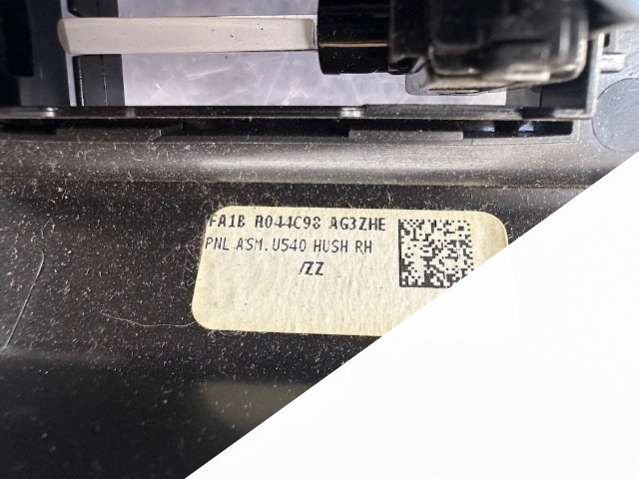 FA1B R044C98 AG3ZHE
PNL ASM. U540 HUSH RH
/ZZ